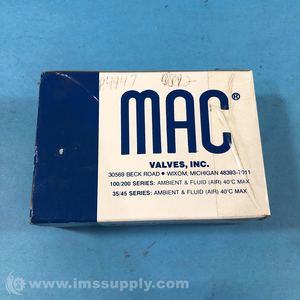 MAC®
VALVES, INC.
30569 BECK ROAD • WIXOM, MICHIGAN 48393-7011
100/200 SERIES: AMBIENT & FLUID (AIR) 40°C MAX
35/45 SERIES: AMBIENT & FLUID (AIR) 40°C MAX
© www.imssupply.com